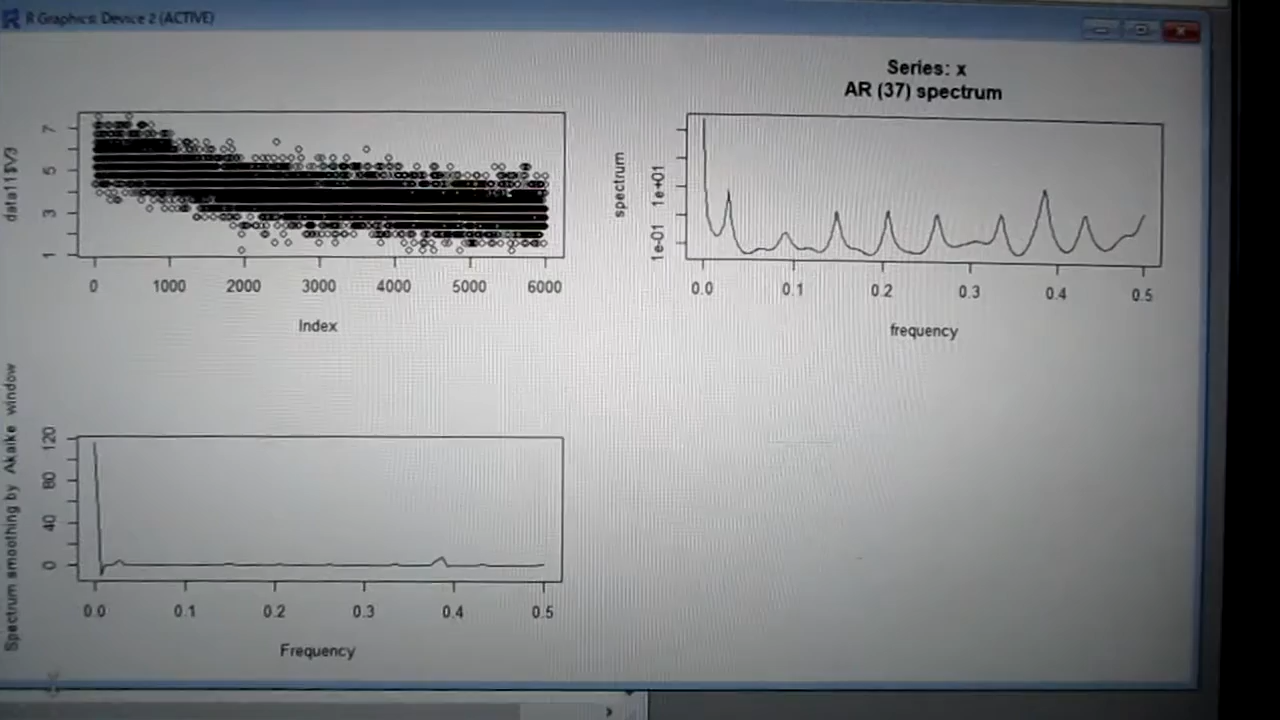 R Graphics: Device 2 (ACTIVE)
data11$V3
1 3 5 7
0 1000 2000 3000 4000 5000 6000
Index
Series: x
AR (37) spectrum
spectrum
1e-01 1e+01
0.0 0.1 0.2 0.3 0.4 0.5
frequency
Spectrum smoothing by Akaike window
0 40 80 120
0.0 0.1 0.2 0.3 0.4 0.5
Frequency